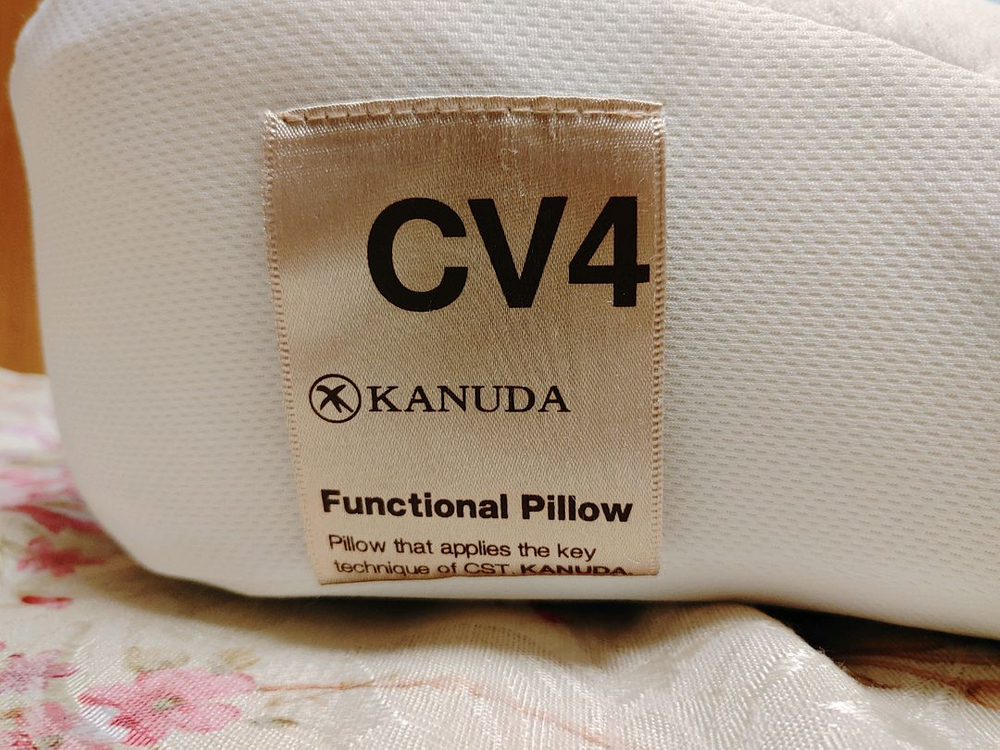 CV4
KANUDA
Functional Pillow
Pillow that applies the key
technique of CST. KANUDA.